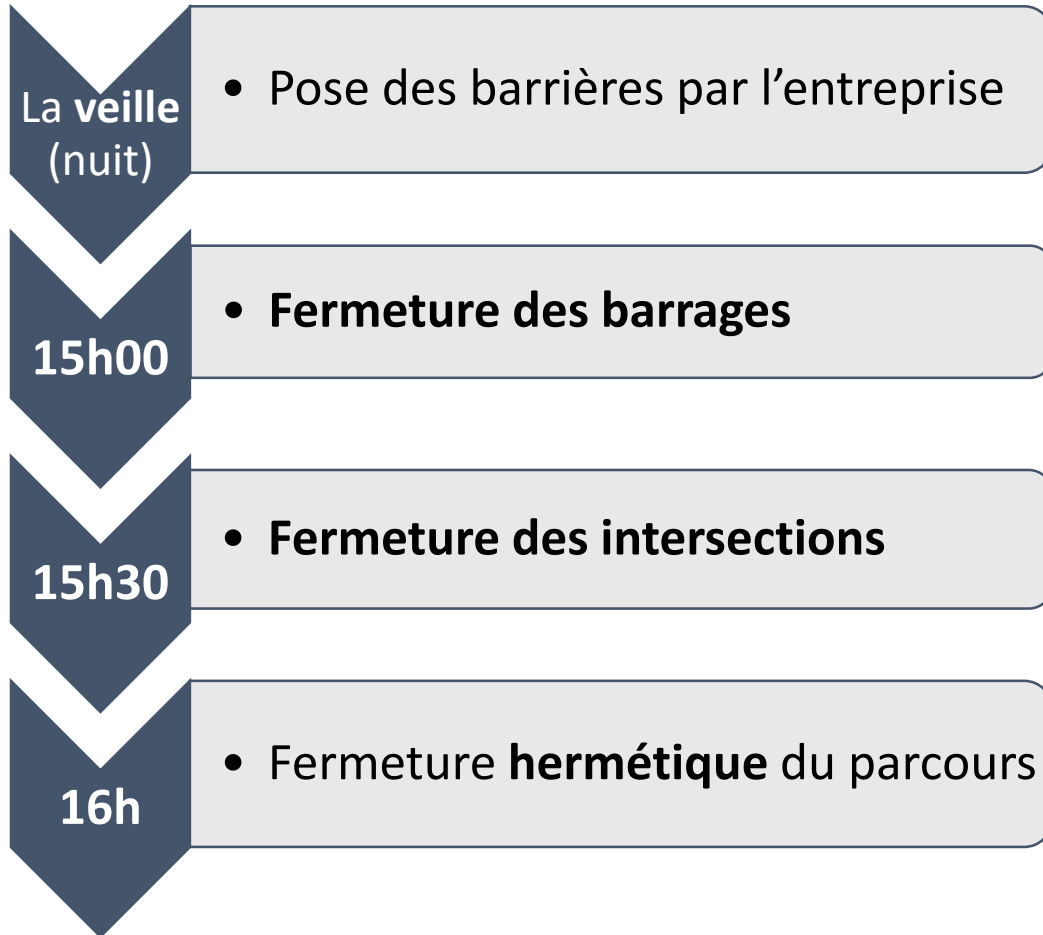 La veille
(nuit)
• Pose des barrières par l’entreprise
15h00
• Fermeture des barrages
15h30
• Fermeture des intersections
16h
• Fermeture hermétique du parcours